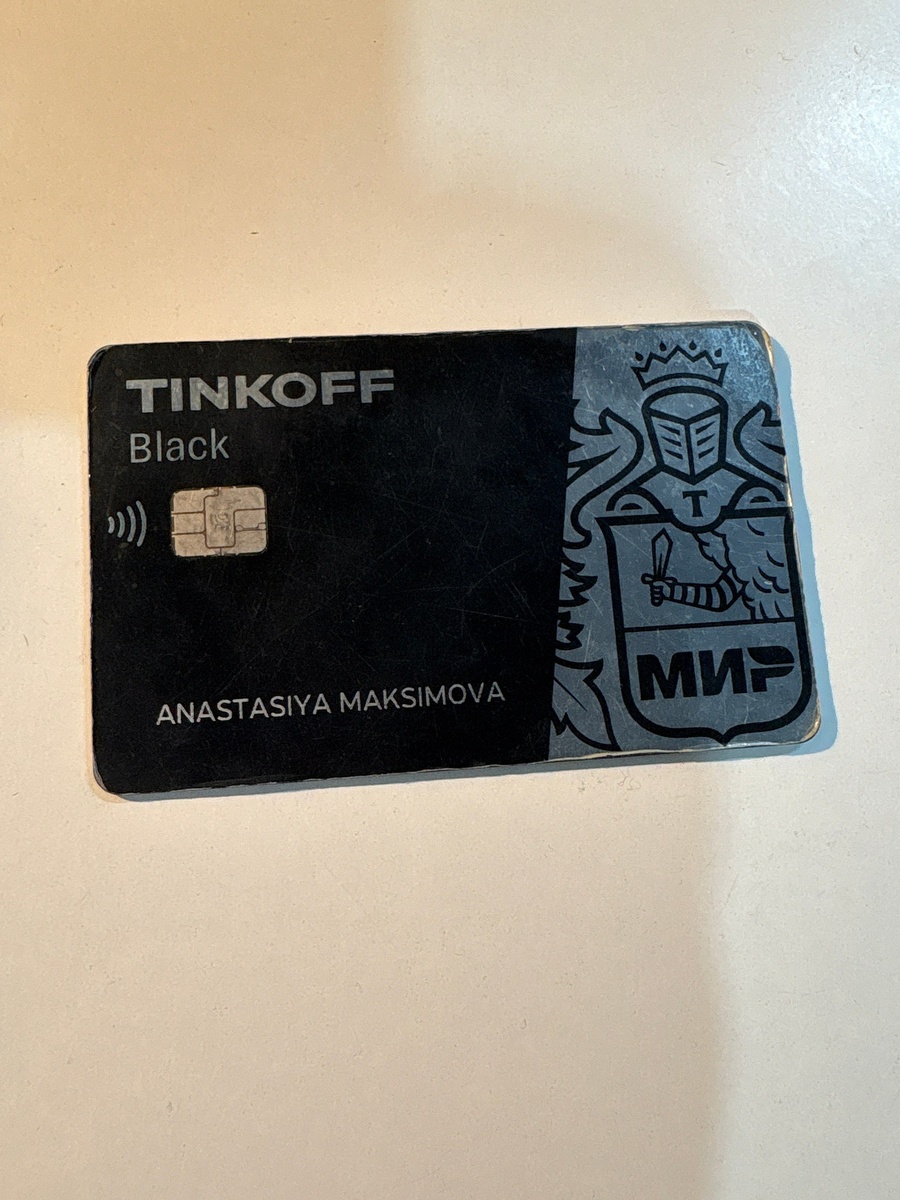 TINKOFF
Black
T
МИР
ANASTASIYA MAKSIMOVA